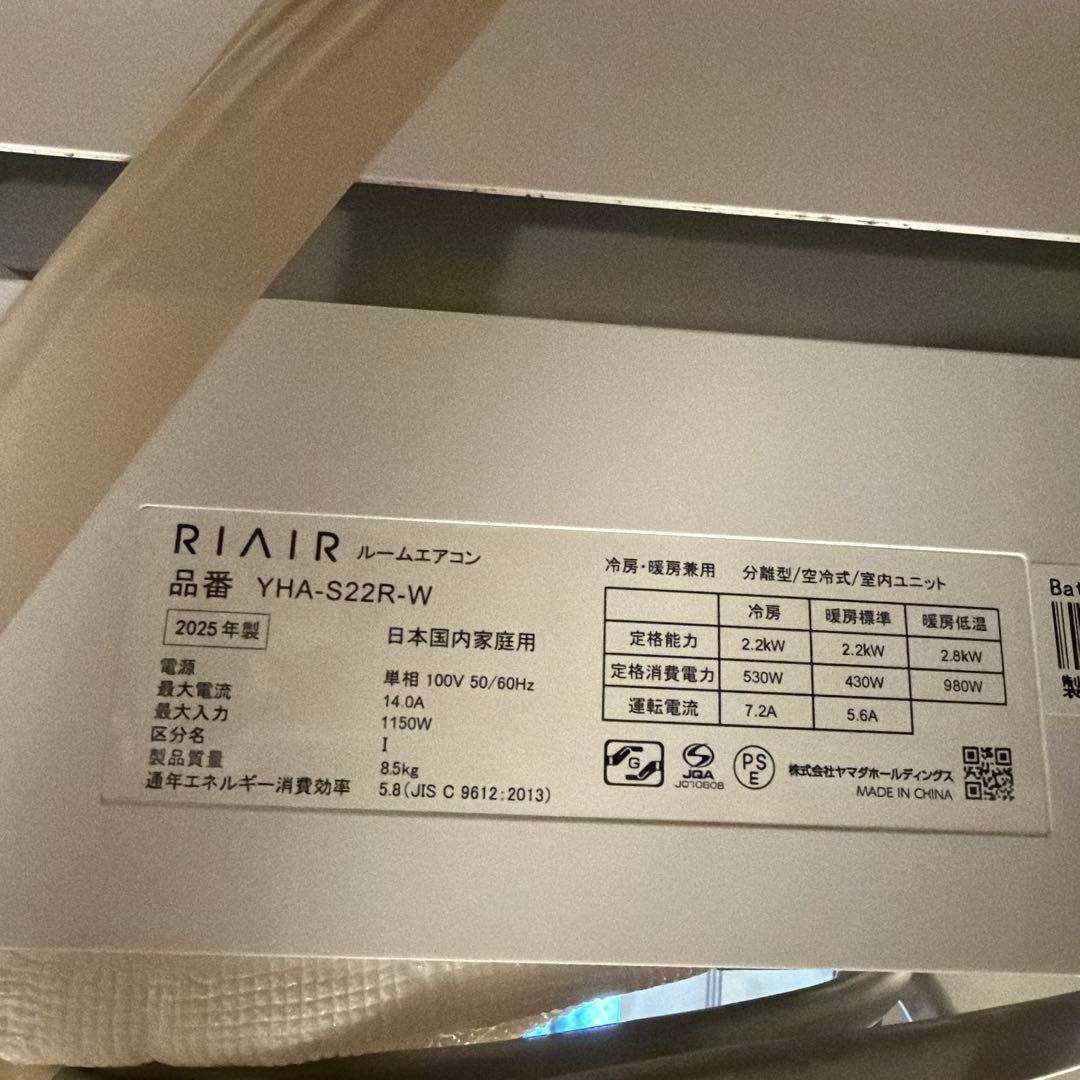 RIAIR ルームエアコン
品番 YHA-S22R-W
2025年製 日本国内家庭用
電源 単相 100V 50/60Hz
最大電流 14.0A
最大入力 1150W
区分名 I
製品質量 8.5kg
通年エネルギー消費効率 5.8(JIS C 9612:2013)
冷房・暖房兼用 分離型/空冷式/室内ユニット
冷房 暖房標準 暖房低温
定格能力 2.2kW 2.2kW 2.8kW
定格消費電力 530W 430W 980W
運転電流 7.2A 5.6A
G JQA PSE 株式会社ヤマダホールディングス
JQ10608 MADE IN CHINA
Bat
製